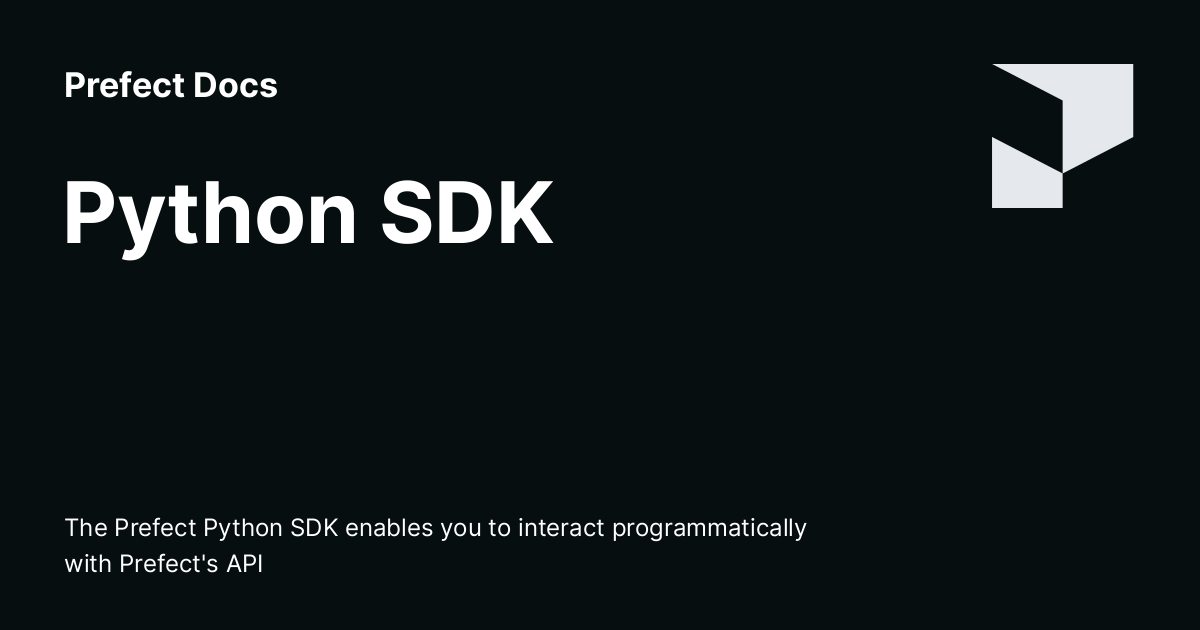 Prefect Docs
Python SDK
The Prefect Python SDK enables you to interact programmatically
with Prefect's API